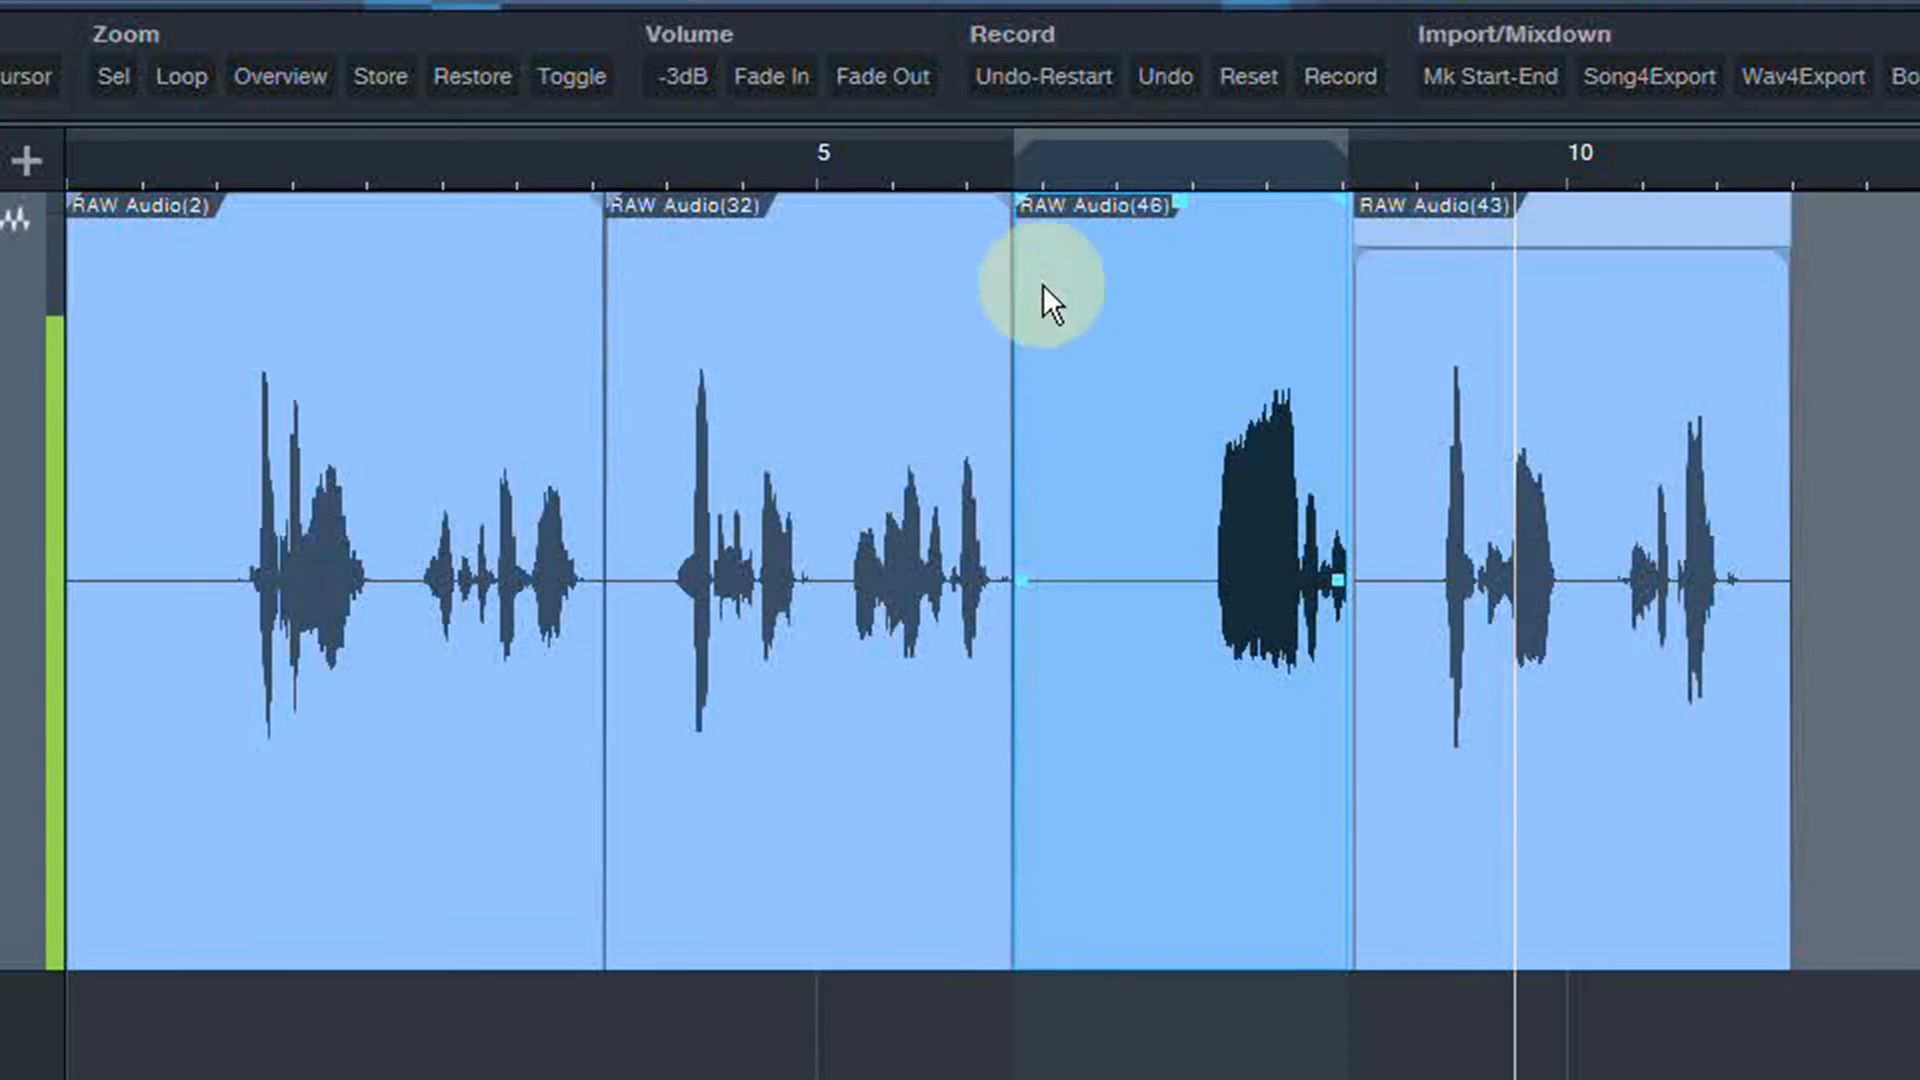 Zoom Volume Record Import/Mixdown
ursor Sel Loop Overview Store Restore Toggle -3dB Fade In Fade Out Undo-Restart Undo Reset Record Mk Start-End Song4Export Wav4Export Bo
5 10
RAW Audio(2) RAW Audio(32) RAW Audio(46) RAW Audio(43)